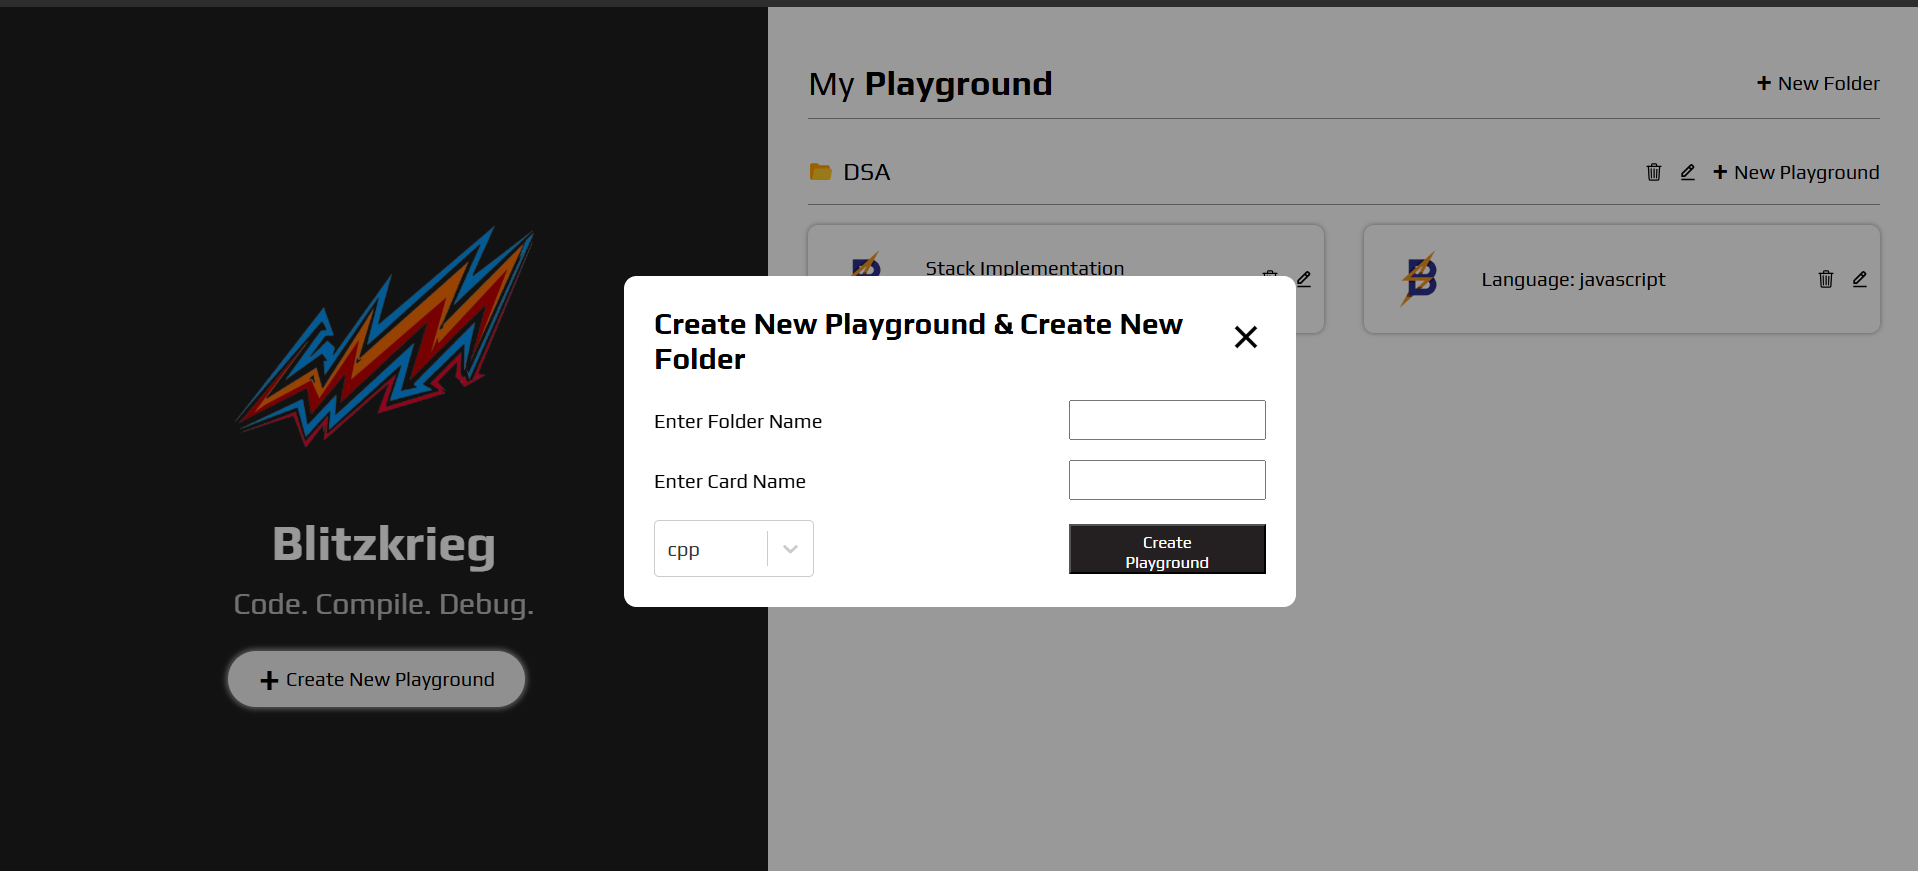 My Playground
+ New Folder
DSA
+ New Playground
Stack Implementation
Language: javascript
Create New Playground & Create New
Folder
Enter Folder Name
Enter Card Name
cpp
Create
Playground
Blitzkrieg
Code. Compile. Debug.
+ Create New Playground